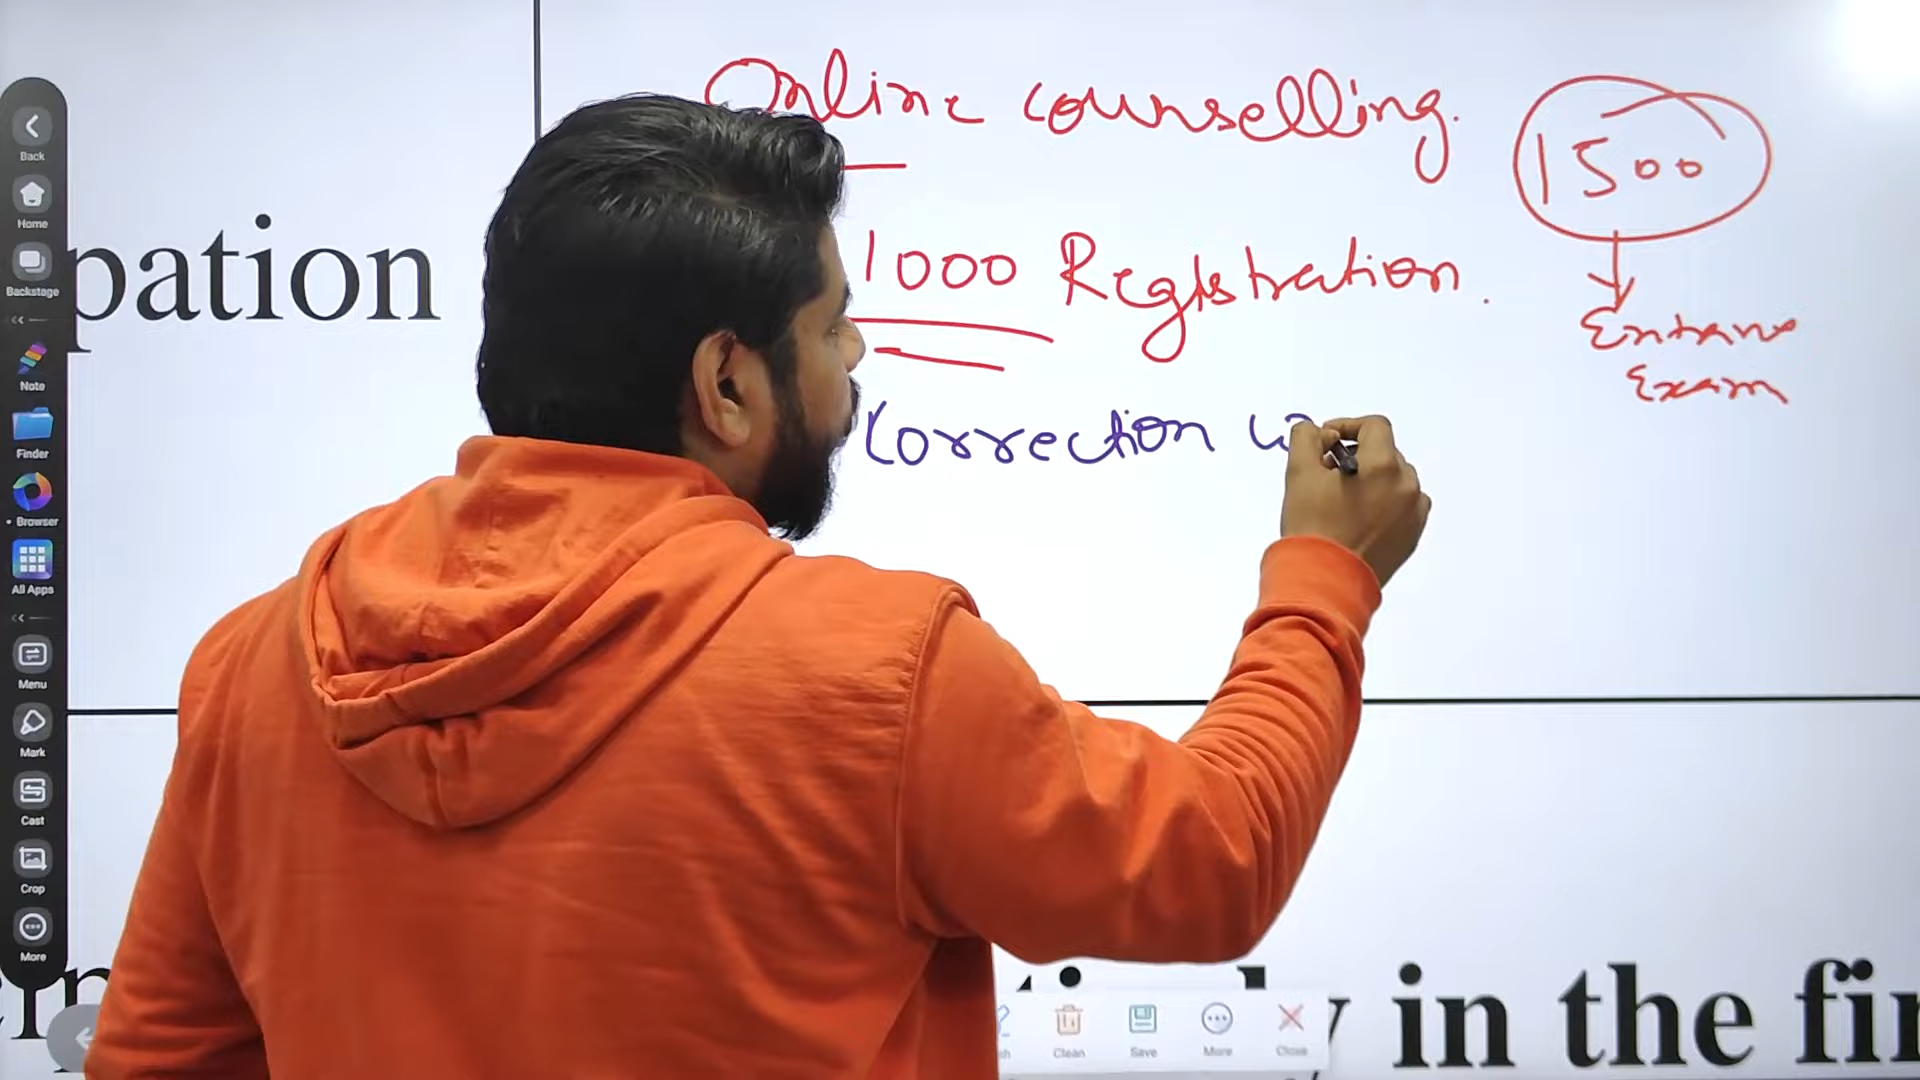 Online counselling.
1500
1000 Registration.
Entrance
Exam
Correction
pation
in the fir
Back
Home
Backstage
Note
Finder
Browser
All Apps
Menu
Mark
Cast
Crop
More
Clean
Save
More
Close